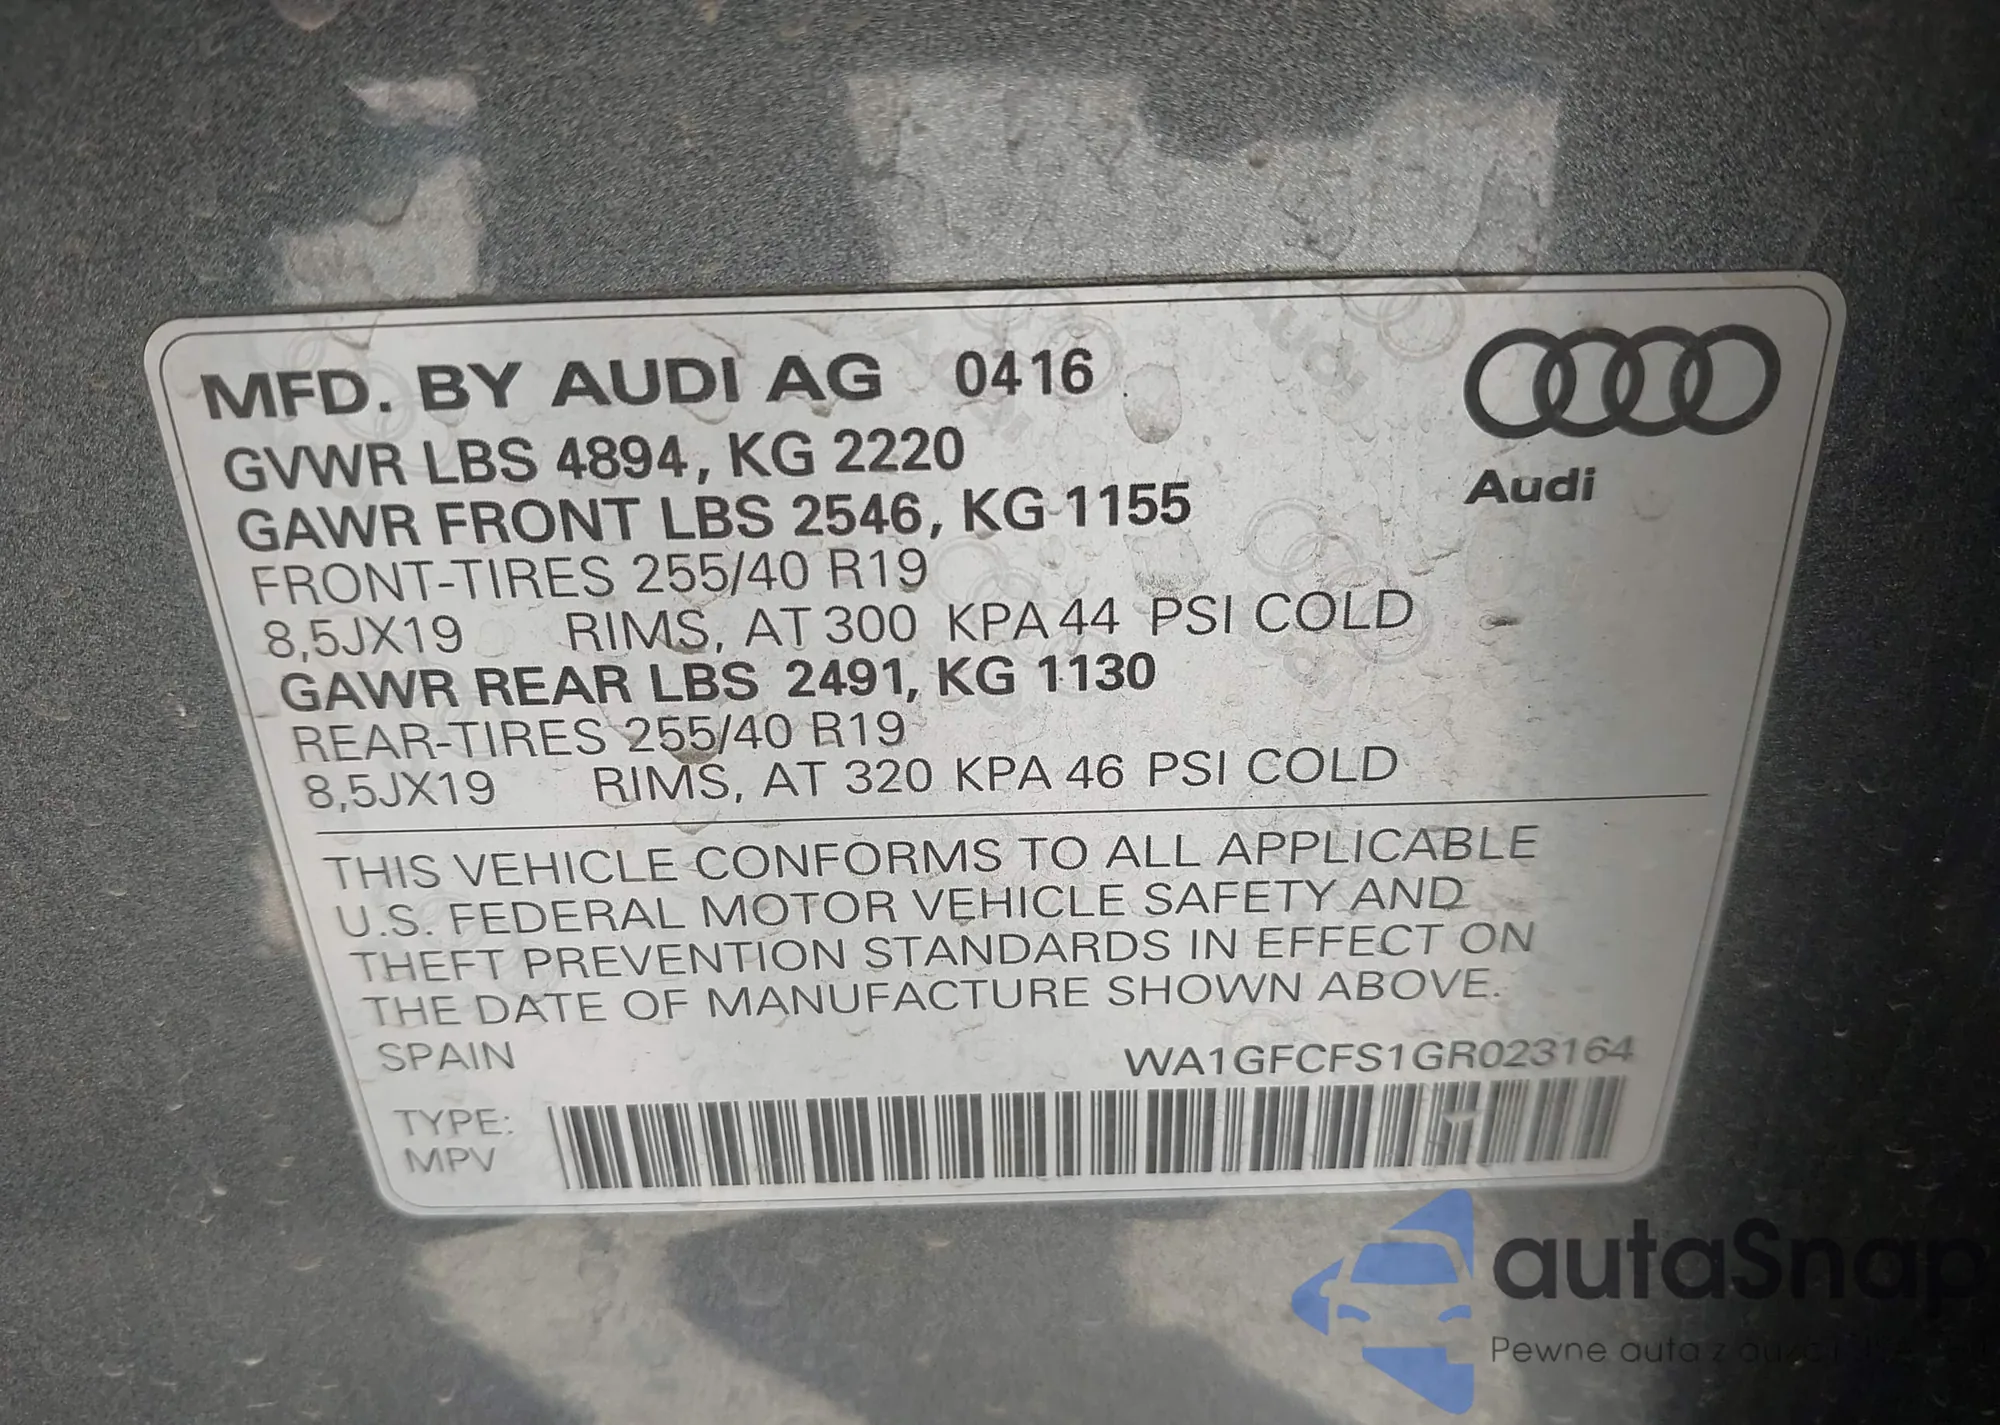 MFD. BY AUDI AG 0416
GVWR LBS 4894, KG 2220
GAWR FRONT LBS 2546, KG 1155
Audi
FRONT-TIRES 255/40 R19
8,5JX19 RIMS, AT 300 KPA 44 PSI COLD
GAWR REAR LBS 2491, KG 1130
REAR-TIRES 255/40 R19
8,5JX19 RIMS, AT 320 KPA 46 PSI COLD
THIS VEHICLE CONFORMS TO ALL APPLICABLE
U.S. FEDERAL MOTOR VEHICLE SAFETY AND
THEFT PREVENTION STANDARDS IN EFFECT ON
THE DATE OF MANUFACTURE SHOWN ABOVE.
SPAIN WA1GFCFS1GR023164
TYPE:
MPV
autaSnap
Pewne auta z